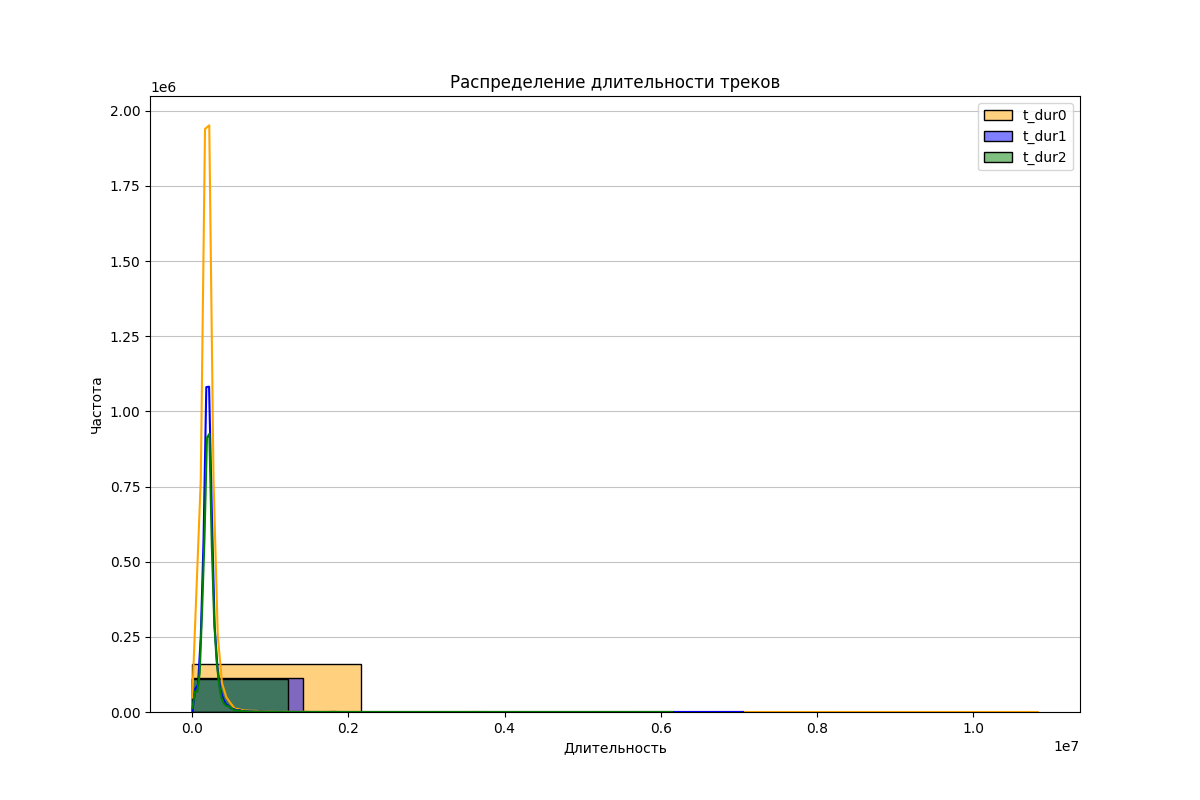 Распределение длительности треков
1e6
2.00
1.75
1.50
1.25
1.00
0.75
0.50
0.25
0.00
Частота
t_dur0
t_dur1
t_dur2
0.0 0.2 0.4 0.6 0.8 1.0
Длительность
1e7